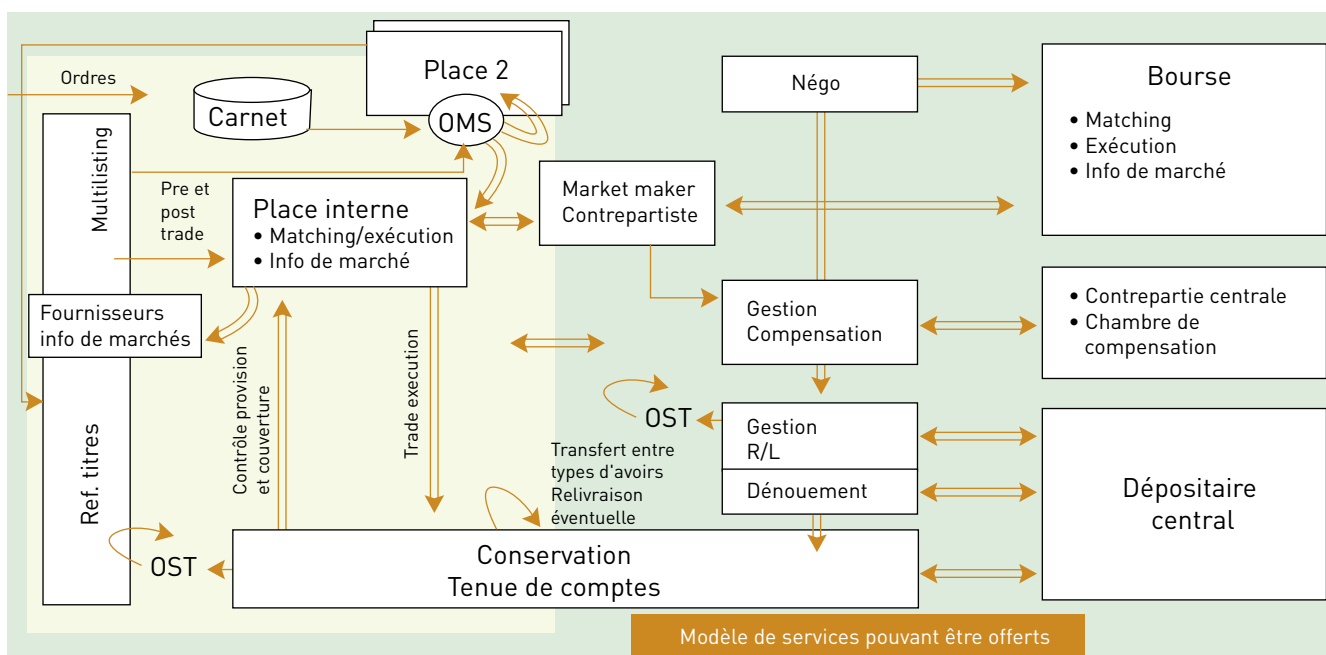 Ordres
Carnet
Place 2
OMS
Négo
Bourse
• Matching
• Exécution
• Info de marché
Multilisting
Pre et
post
trade
Place interne
• Matching/exécution
• Info de marché
Market maker
Contrepartiste
Fournisseurs
info de marchés
Gestion
Compensation
• Contrepartie centrale
• Chambre de
compensation
Ref. titres
Contrôle provision
et couverture
Trade execution
OST
Gestion
R/L
Dénouement
Transfert entre
types d'avoirs
Relivraison
éventuelle
Dépositaire
central
OST
Conservation
Tenue de comptes
Modèle de services pouvant être offerts